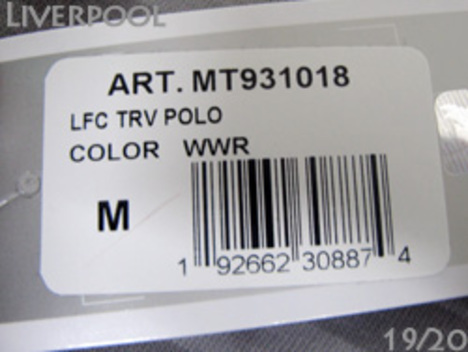 LIVERPOOL
ART. MT931018
LFC TRV POLO
COLOR WWR
M
1 92662 30887 4
19/20